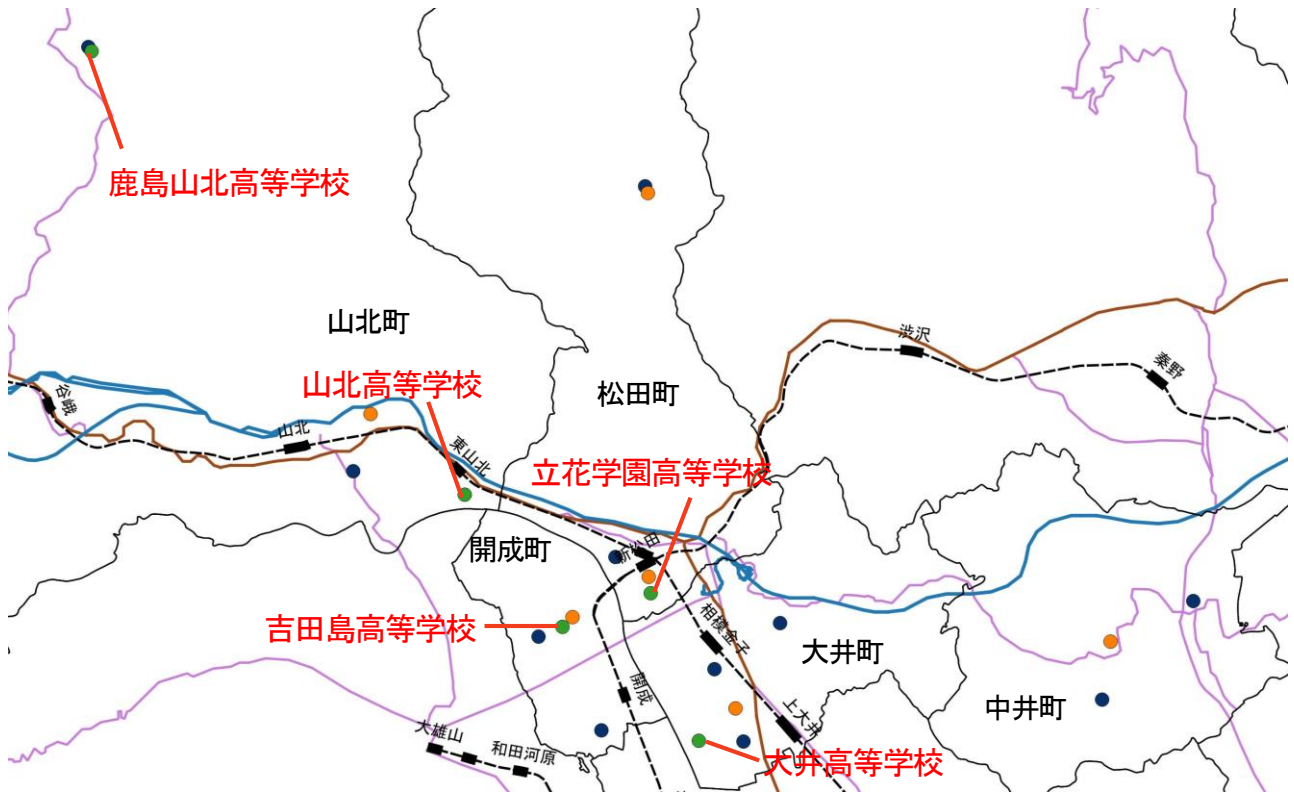 鹿島山北高等学校
山北町
渋沢
秦野
山北高等学校
松田町
谷峨
山北
東山北
立花学園高等学校
開成町
新松田
吉田島高等学校
相模金子
大井町
開成
中井町
上大井
大雄山
和田河原
大井高等学校